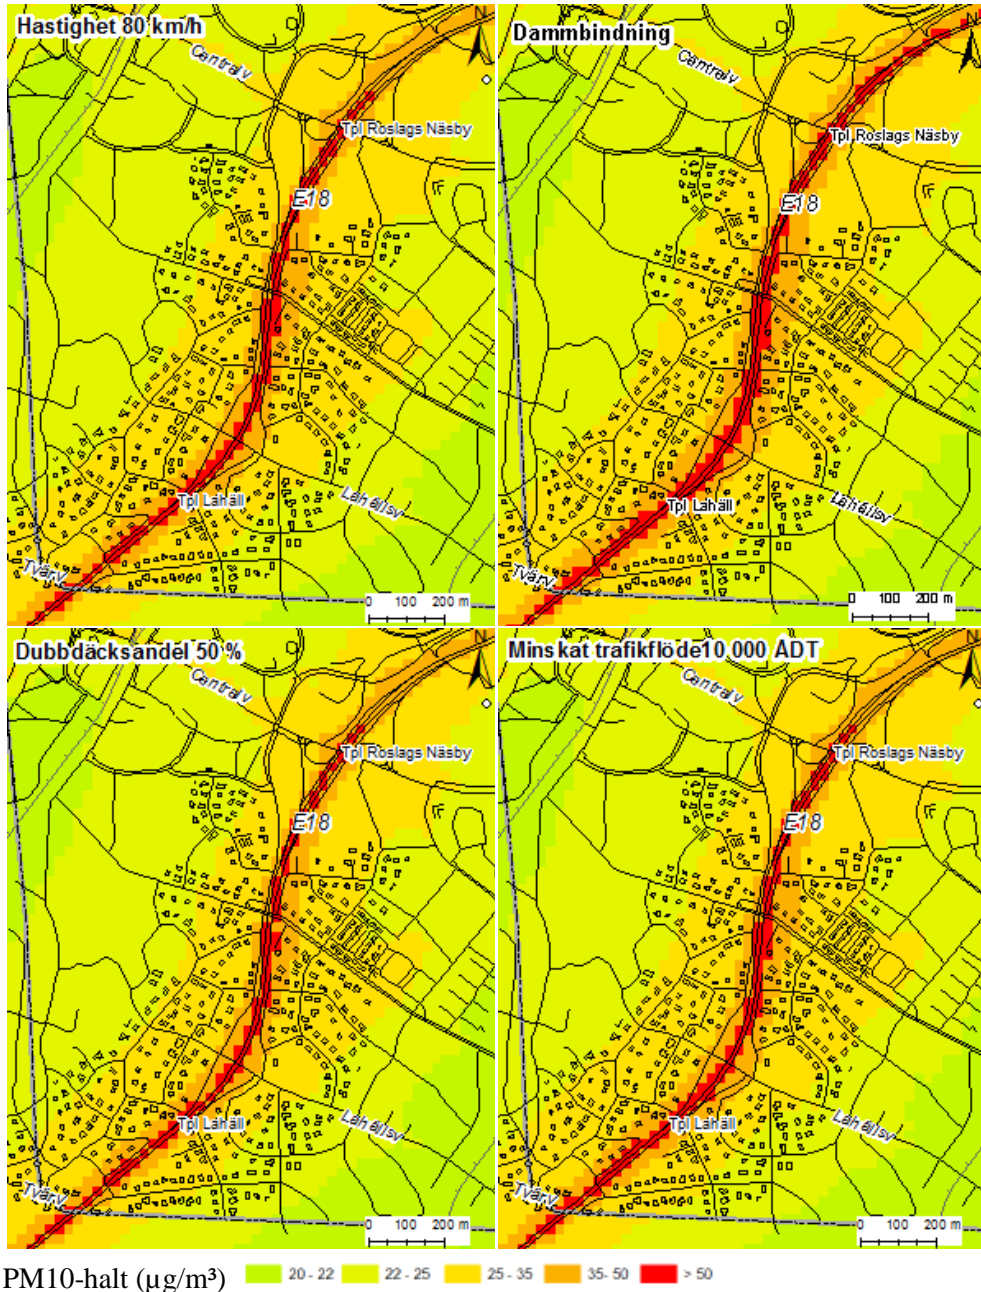 Hastighet 80 km/h
N
Centralv
Tpl Roslags Näsby
E18
Tpl Lahäll
Lahällsv
Tvärv
0 100 200 m
Dammbindning
N
Centralv
Tpl Roslags Näsby
E18
Tpl Lahäll
Lahällsv
Tvärv
0 100 200 m
Dubbdäcksandel 50 %
N
Centralv
Tpl Roslags Näsby
E18
Tpl Lahäll
Lahällsv
Tvärv
0 100 200 m
Minskat trafikflöde10,000 ÅDT
N
Centralv
Tpl Roslags Näsby
E18
Tpl Lahäll
Lahällsv
Tvärv
0 100 200 m
PM10-halt (µg/m³) 20 - 22 22 - 25 25 - 35 35- 50 > 50